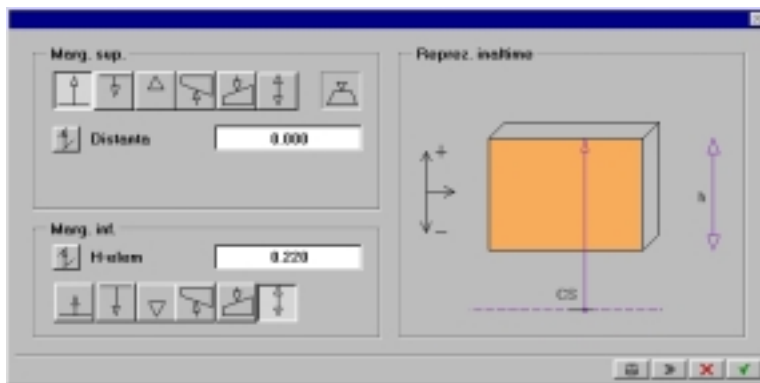 Marg. sup.
Distanta 0.000
Marg. inf.
H-elem 0.220
Reprez. inaltime
+
−
h
CS